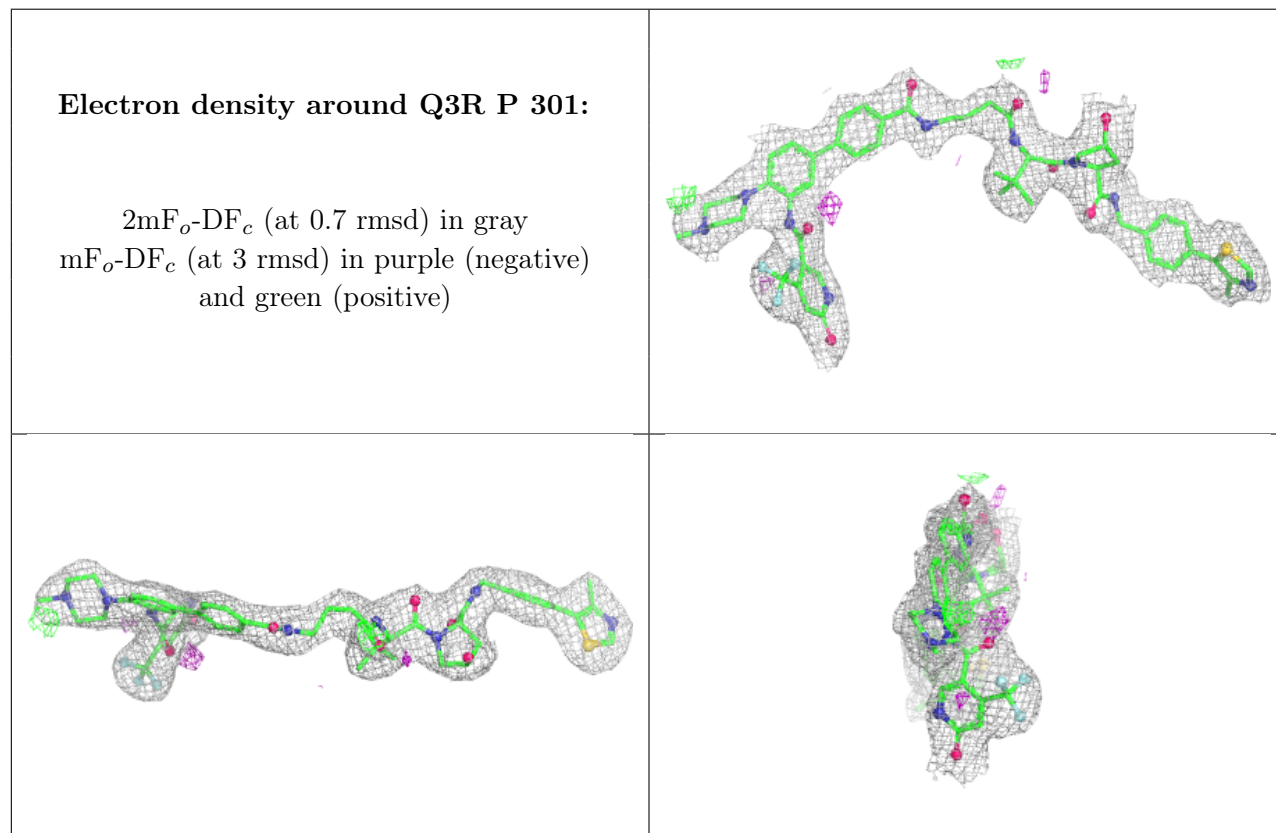 Electron density around Q3R P 301:
2mFo-DFc (at 0.7 rmsd) in gray
mFo-DFc (at 3 rmsd) in purple (negative)
and green (positive)